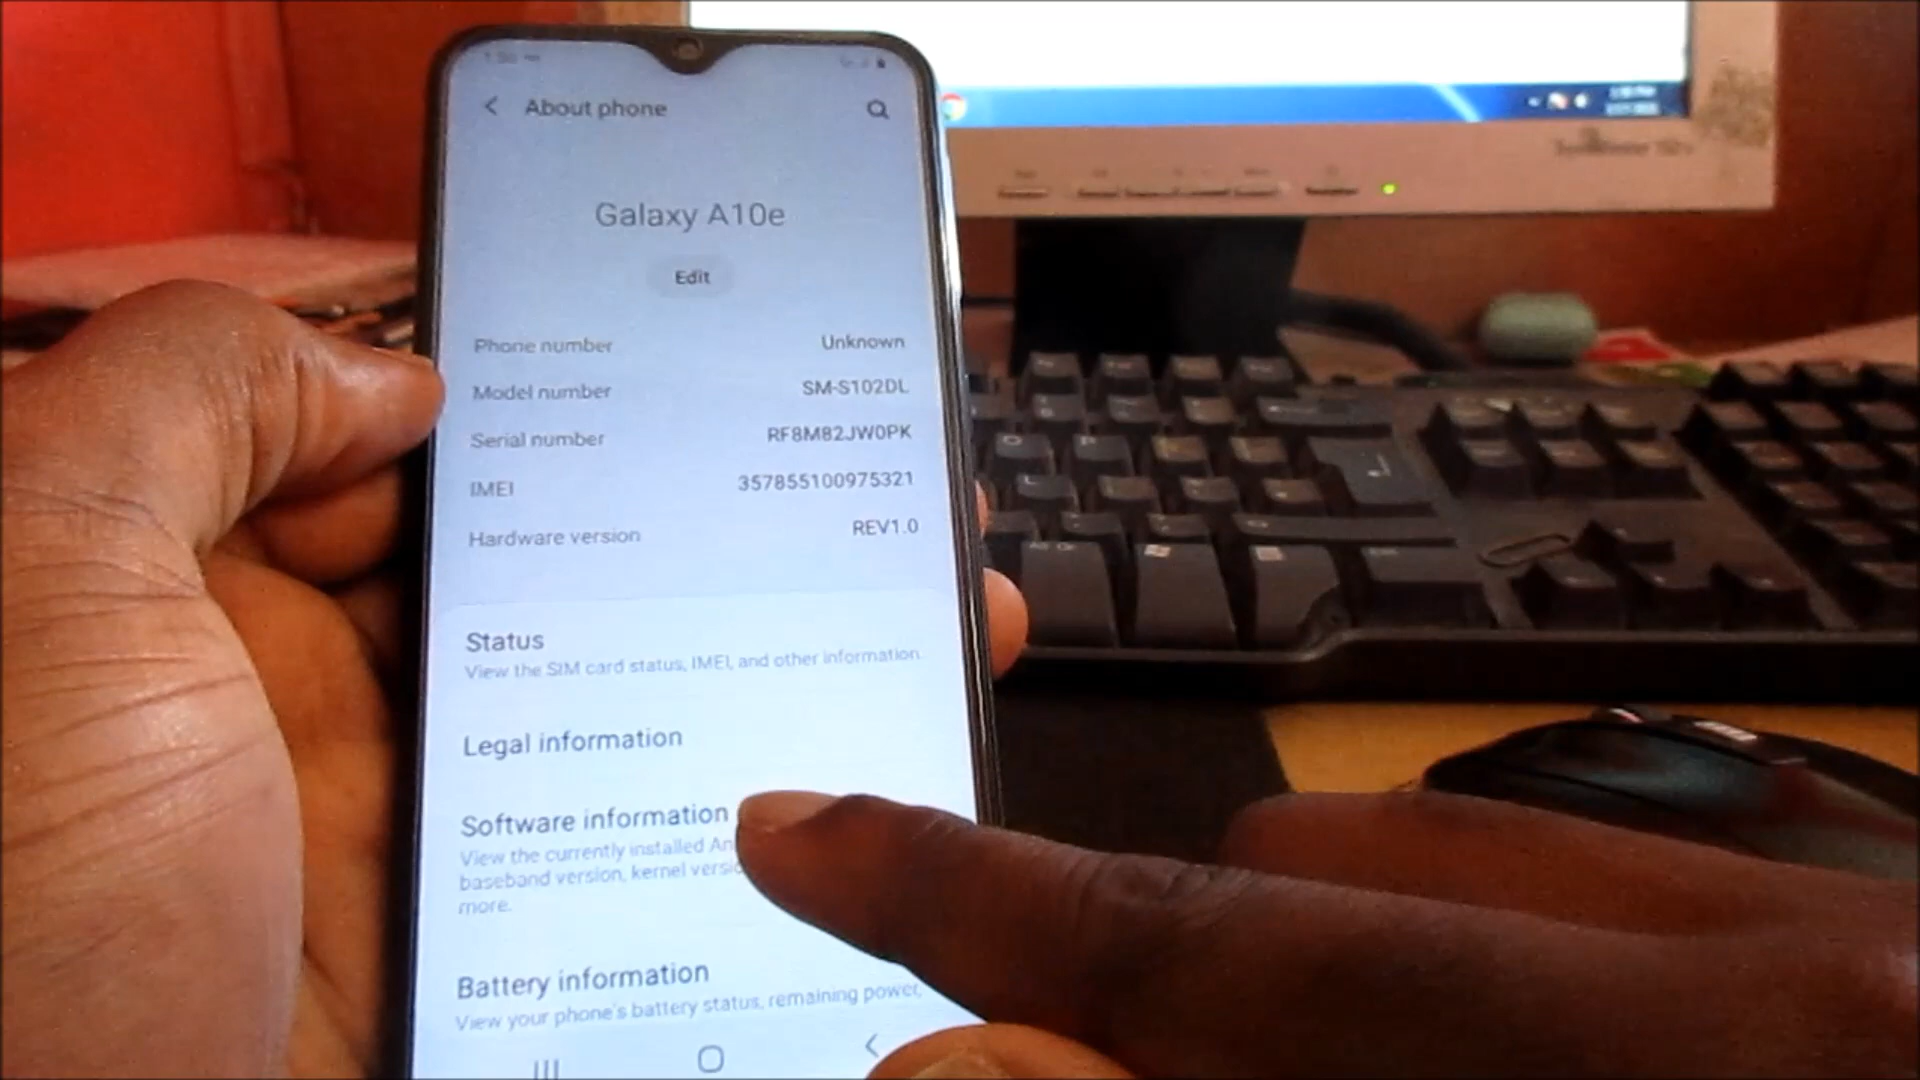 About phone
Galaxy A10e
Edit
Phone number Unknown
Model number SM-S102DL
Serial number RF8M82JW0PK
IMEI 357855100975321
Hardware version REV1.0
Status
View the SIM card status, IMEI, and other information.
Legal information
Software information
View the currently installed An
baseband version, kernel versio
more.
Battery information
View your phone's battery status, remaining power,